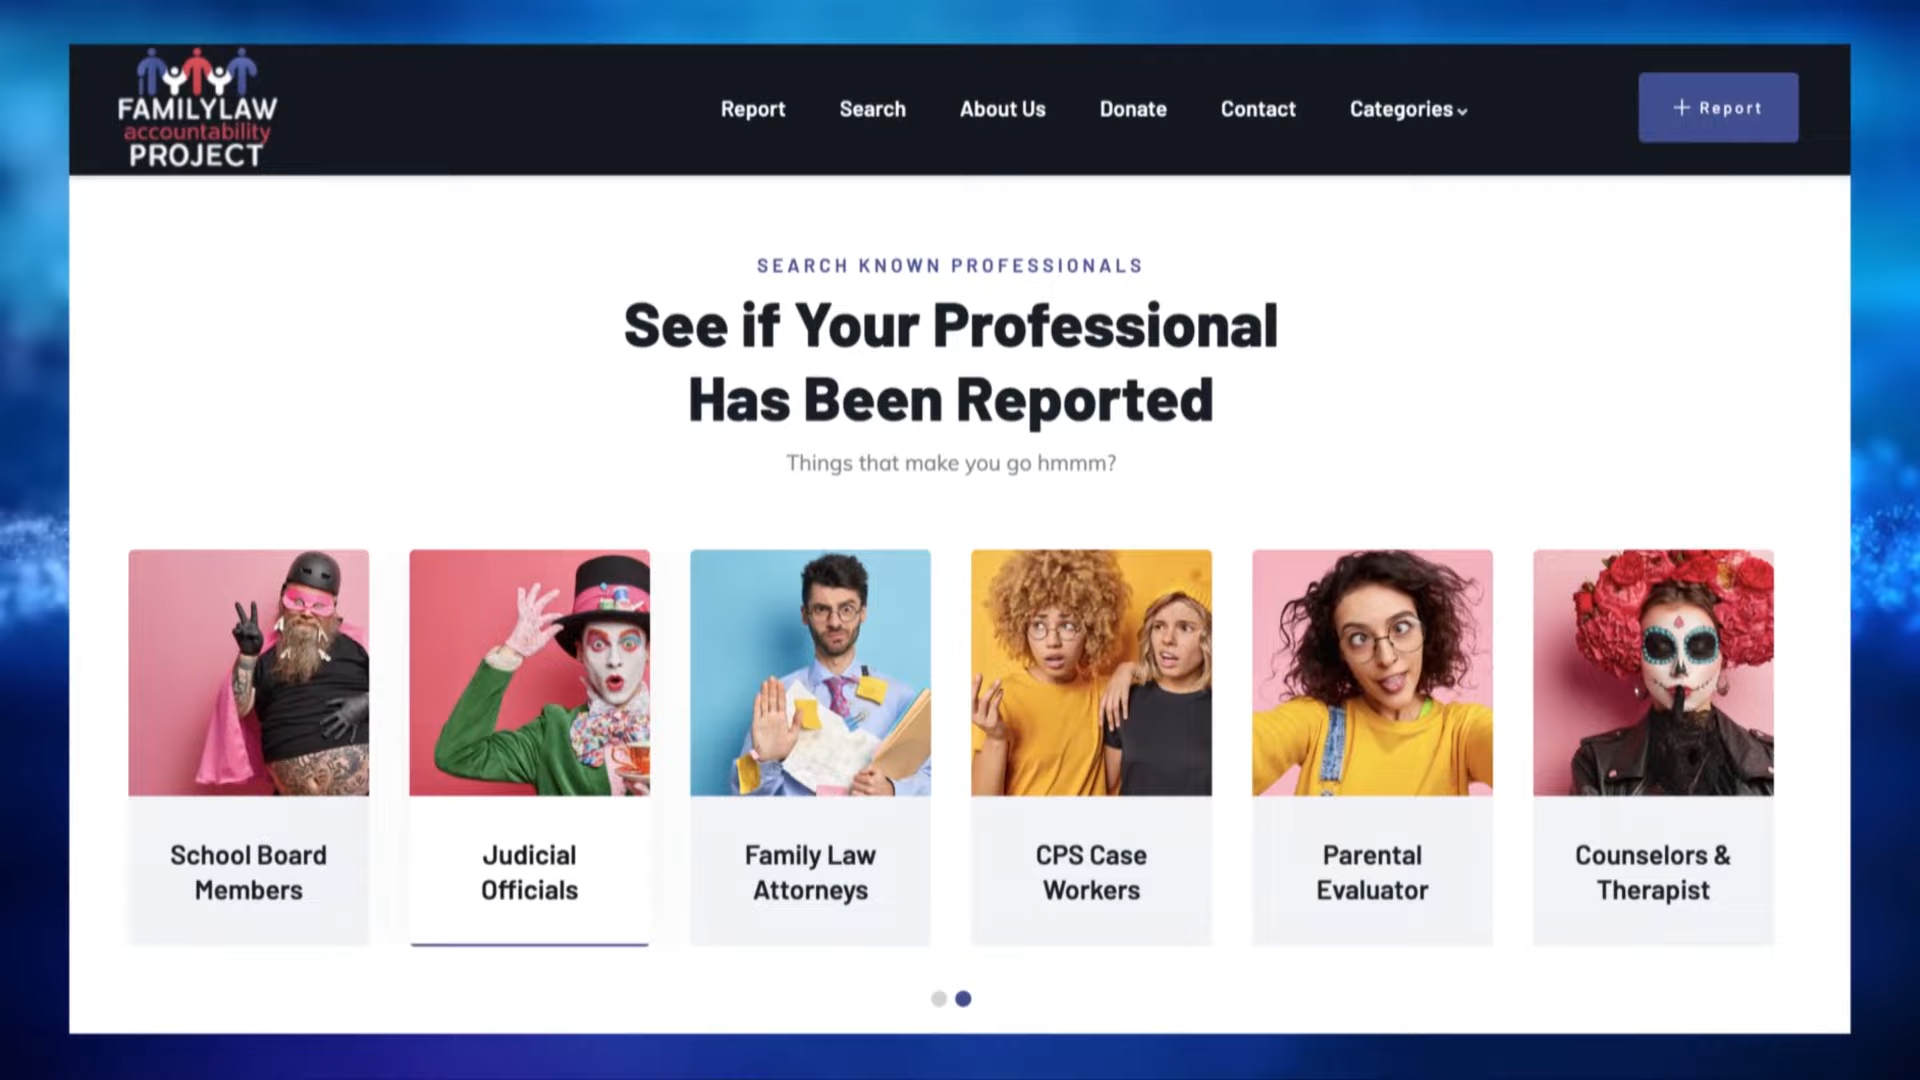 FAMILYLAW
accountability
PROJECT
Report
Search
About Us
Donate
Contact
Categories
+ Report
SEARCH KNOWN PROFESSIONALS
See if Your Professional
Has Been Reported
Things that make you go hmmm?
School Board
Members
Judicial
Officials
Family Law
Attorneys
CPS Case
Workers
Parental
Evaluator
Counselors &
Therapist